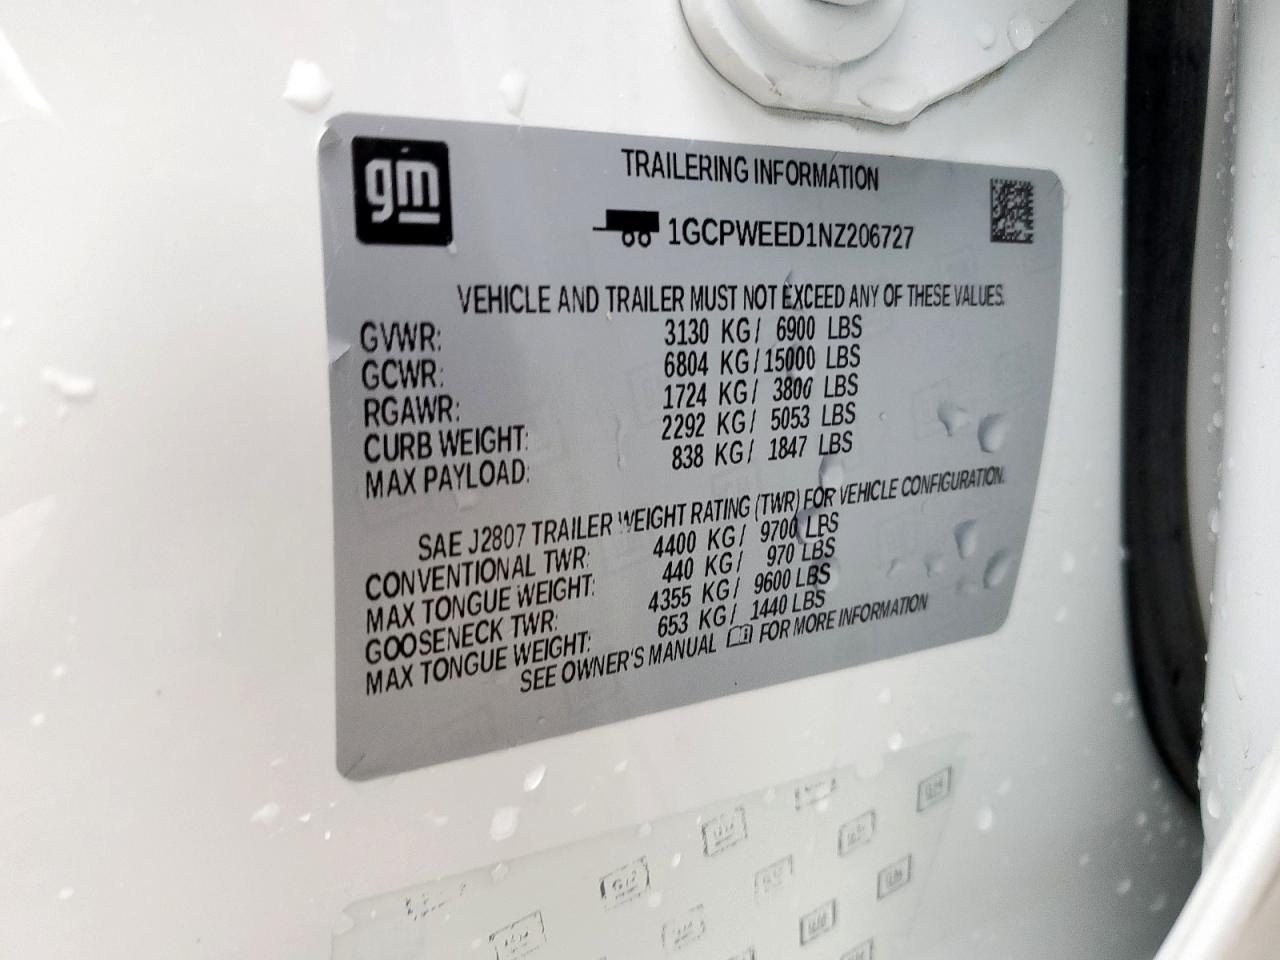 gm
TRAILERING INFORMATION
1GCPWEED1NZ206727
VEHICLE AND TRAILER MUST NOT EXCEED ANY OF THESE VALUES.
GVWR: 3130 KG/ 6900 LBS
GCWR: 6804 KG/15000 LBS
RGAWR: 1724 KG/ 3800 LBS
CURB WEIGHT: 2292 KG/ 5053 LBS
MAX PAYLOAD: 838 KG/ 1847 LBS
SAE J2807 TRAILER WEIGHT RATING (TWR) FOR VEHICLE CONFIGURATION.
CONVENTIONAL TWR: 4400 KG/ 9700 LBS
MAX TONGUE WEIGHT: 440 KG/ 970 LBS
GOOSENECK TWR: 4355 KG/ 9600 LBS
MAX TONGUE WEIGHT: 653 KG/ 1440 LBS
SEE OWNER'S MANUAL FOR MORE INFORMATION